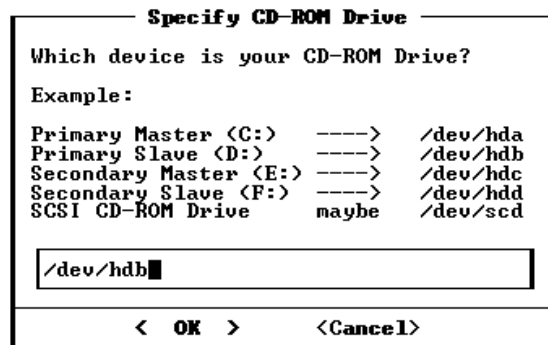 Specify CD-ROM Drive
Which device is your CD-ROM Drive?
Example:
Primary Master (C:) ----> /dev/hda
Primary Slave (D:) ----> /dev/hdb
Secondary Master (E:) ----> /dev/hdc
Secondary Slave (F:) ----> /dev/hdd
SCSI CD-ROM Drive maybe /dev/scd
/dev/hdb
< OK > <Cancel>